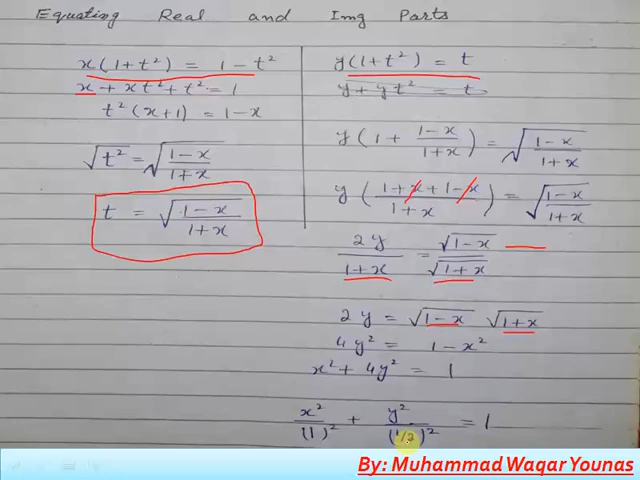 Equating Real and Img Parts
x(1+t²) = 1-t²
x + xt² + t² = 1
t²(x+1) = 1-x
√t² = √(1-x / 1+x)
t = √(1-x / 1+x)
y(1+t²) = t
y + yt² = t
y(1 + 1-x / 1+x) = √(1-x / 1+x)
y(1+x+1-x / 1+x) = √(1-x / 1+x)
2y / 1+x = √1-x / √1+x
2y = √1-x √1+x
4y² = 1-x²
x² + 4y² = 1
x² / (1)² + y² / (1/2)² = 1
By: Muhammad Waqar Younas